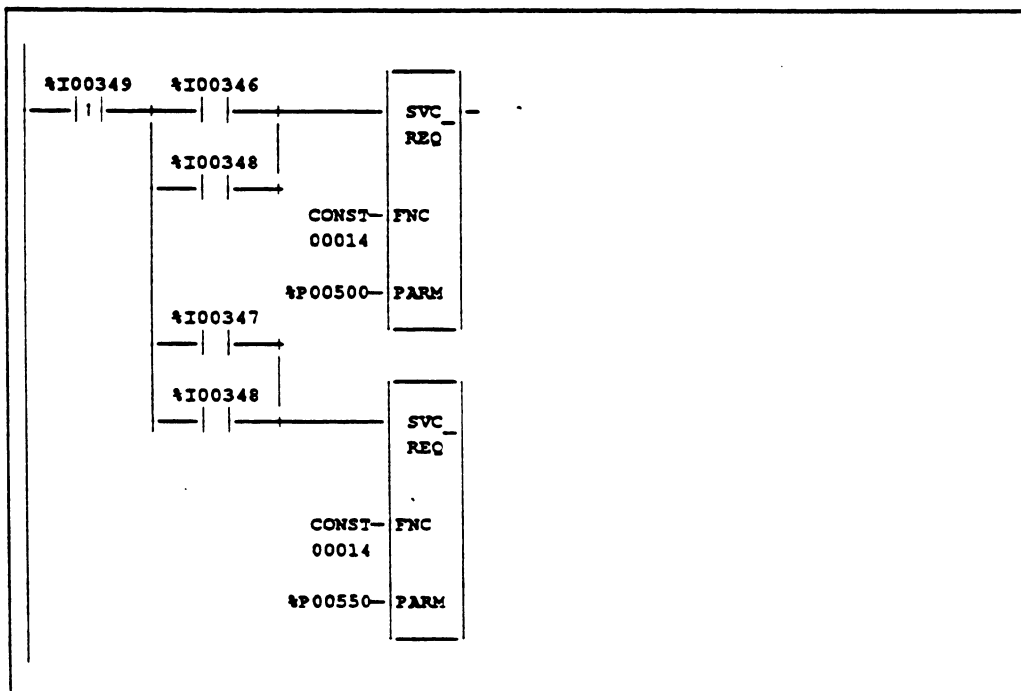 %I00349 %I00346
SVC_
REQ
%I00348
CONST FNC
00014
%P00500 PARM
%I00347
%I00348
SVC_
REQ
CONST FNC
00014
%P00550 PARM